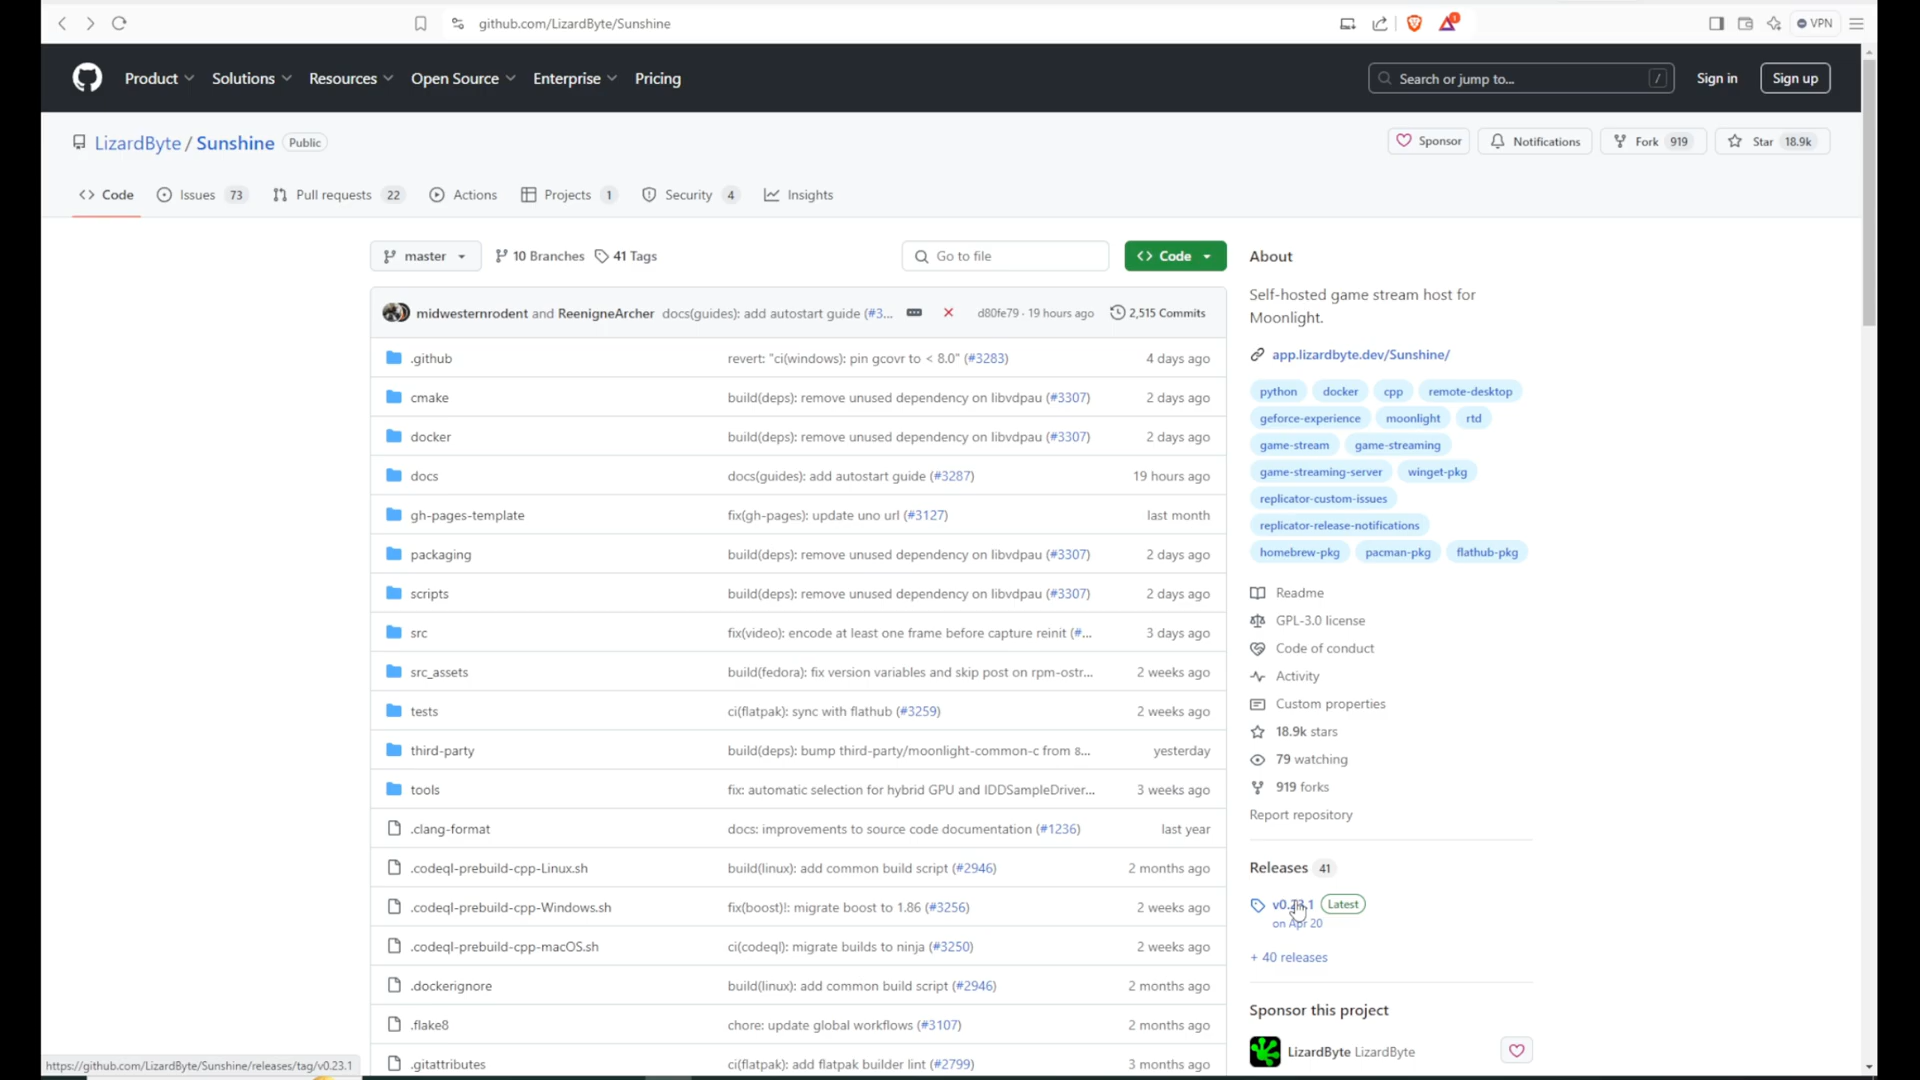 github.com/LizardByte/Sunshine
1
VPN
Product
Solutions
Resources
Open Source
Enterprise
Pricing
Search or jump to...
/
Sign in
Sign up
LizardByte / Sunshine Public
Sponsor
Notifications
Fork 919
Star 18.9k
Code
Issues 73
Pull requests 22
Actions
Projects 1
Security 4
Insights
master
10 Branches
41 Tags
Go to file
Code
midwesternrodent and ReenigneArcher docs(guides): add autostart guide (#3... d80fe79 · 19 hours ago 2,515 Commits
.github revert: "ci(windows): pin gcovr to < 8.0" (#3283) 4 days ago
cmake build(deps): remove unused dependency on libvdpau (#3307) 2 days ago
docker build(deps): remove unused dependency on libvdpau (#3307) 2 days ago
docs docs(guides): add autostart guide (#3287) 19 hours ago
gh-pages-template fix(gh-pages): update uno url (#3127) last month
packaging build(deps): remove unused dependency on libvdpau (#3307) 2 days ago
scripts build(deps): remove unused dependency on libvdpau (#3307) 2 days ago
src fix(video): encode at least one frame before capture reinit (#... 3 days ago
src_assets build(fedora): fix version variables and skip post on rpm-ostr... 2 weeks ago
tests ci(flatpak): sync with flathub (#3259) 2 weeks ago
third-party build(deps): bump third-party/moonlight-common-c from 8... yesterday
tools fix: automatic selection for hybrid GPU and IDDSampleDriver... 3 weeks ago
.clang-format docs: improvements to source code documentation (#1236) last year
.codeql-prebuild-cpp-Linux.sh build(linux): add common build script (#2946) 2 months ago
.codeql-prebuild-cpp-Windows.sh fix(boost)!: migrate boost to 1.86 (#3256) 2 weeks ago
.codeql-prebuild-cpp-macOS.sh ci(codeql): migrate builds to ninja (#3250) 2 weeks ago
.dockerignore build(linux): add common build script (#2946) 2 months ago
.flake8 chore: update global workflows (#3107) 2 months ago
.gitattributes ci(flatpak): add flatpak builder lint (#2799) 3 months ago
About
Self-hosted game stream host for
Moonlight.
app.lizardbyte.dev/Sunshine/
python docker cpp remote-desktop
geforce-experience moonlight rtd
game-stream game-streaming
game-streaming-server winget-pkg
replicator-custom-issues
replicator-release-notifications
homebrew-pkg pacman-pkg flathub-pkg
Readme
GPL-3.0 license
Code of conduct
Activity
Custom properties
18.9k stars
79 watching
919 forks
Report repository
Releases 41
v0.23.1 Latest
on Apr 20
+ 40 releases
Sponsor this project
LizardByte LizardByte
https://github.com/LizardByte/Sunshine/releases/tag/v0.23.1